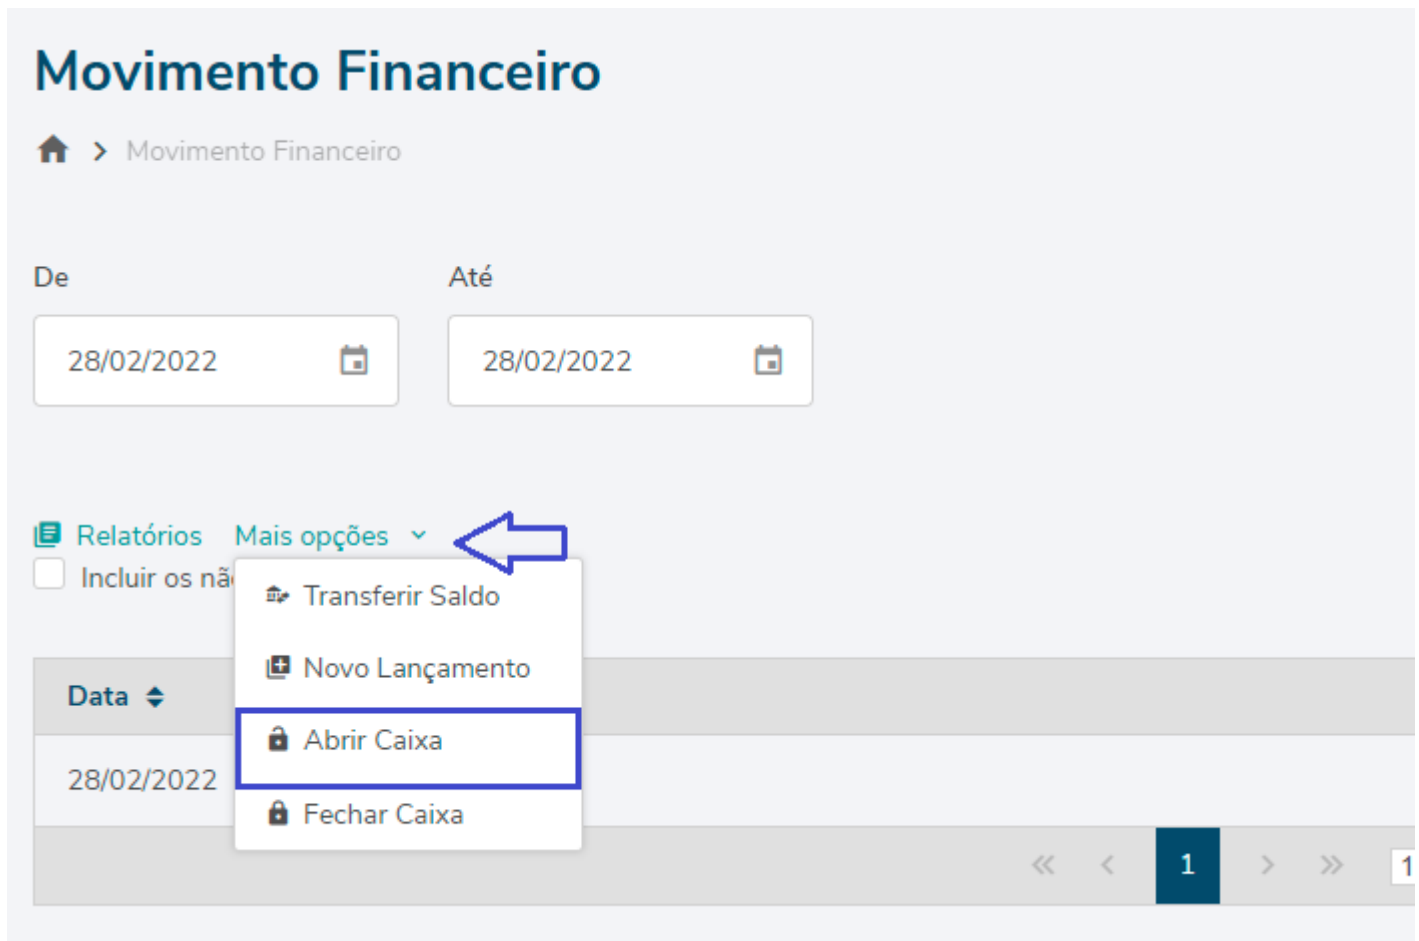 Movimento Financeiro
Movimento Financeiro
De Até
28/02/2022 28/02/2022
Relatórios Mais opções
Incluir os nã
Transferir Saldo
Novo Lançamento
Data
Abrir Caixa
28/02/2022
Fechar Caixa
1 1